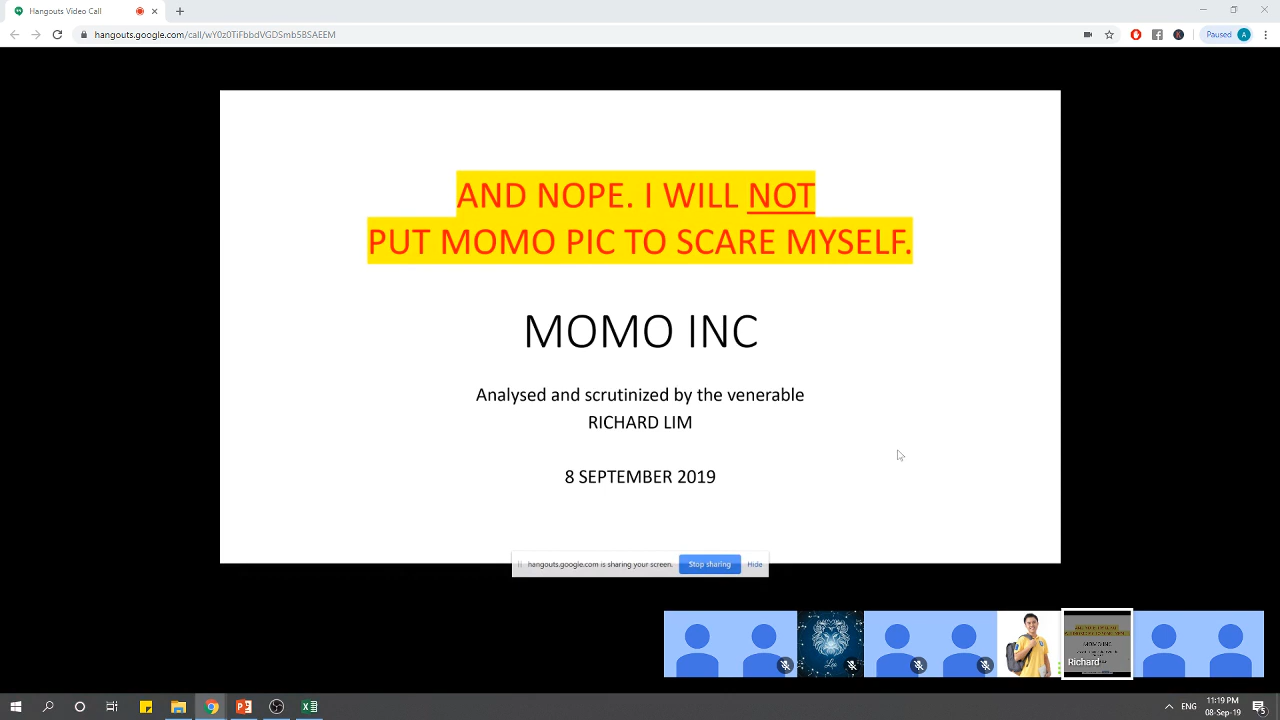 Hangouts Video Call
hangouts.google.com/call/wY0z0TiFbbdVGDSmb5BSAEEM
Paused
A
AND NOPE. I WILL NOT
PUT MOMO PIC TO SCARE MYSELF.
MOMO INC
Analysed and scrutinized by the venerable
RICHARD LIM
8 SEPTEMBER 2019
hangouts.google.com is sharing your screen.
Stop sharing
Hide
Richard
ENG
11:19 PM
08-Sep-19